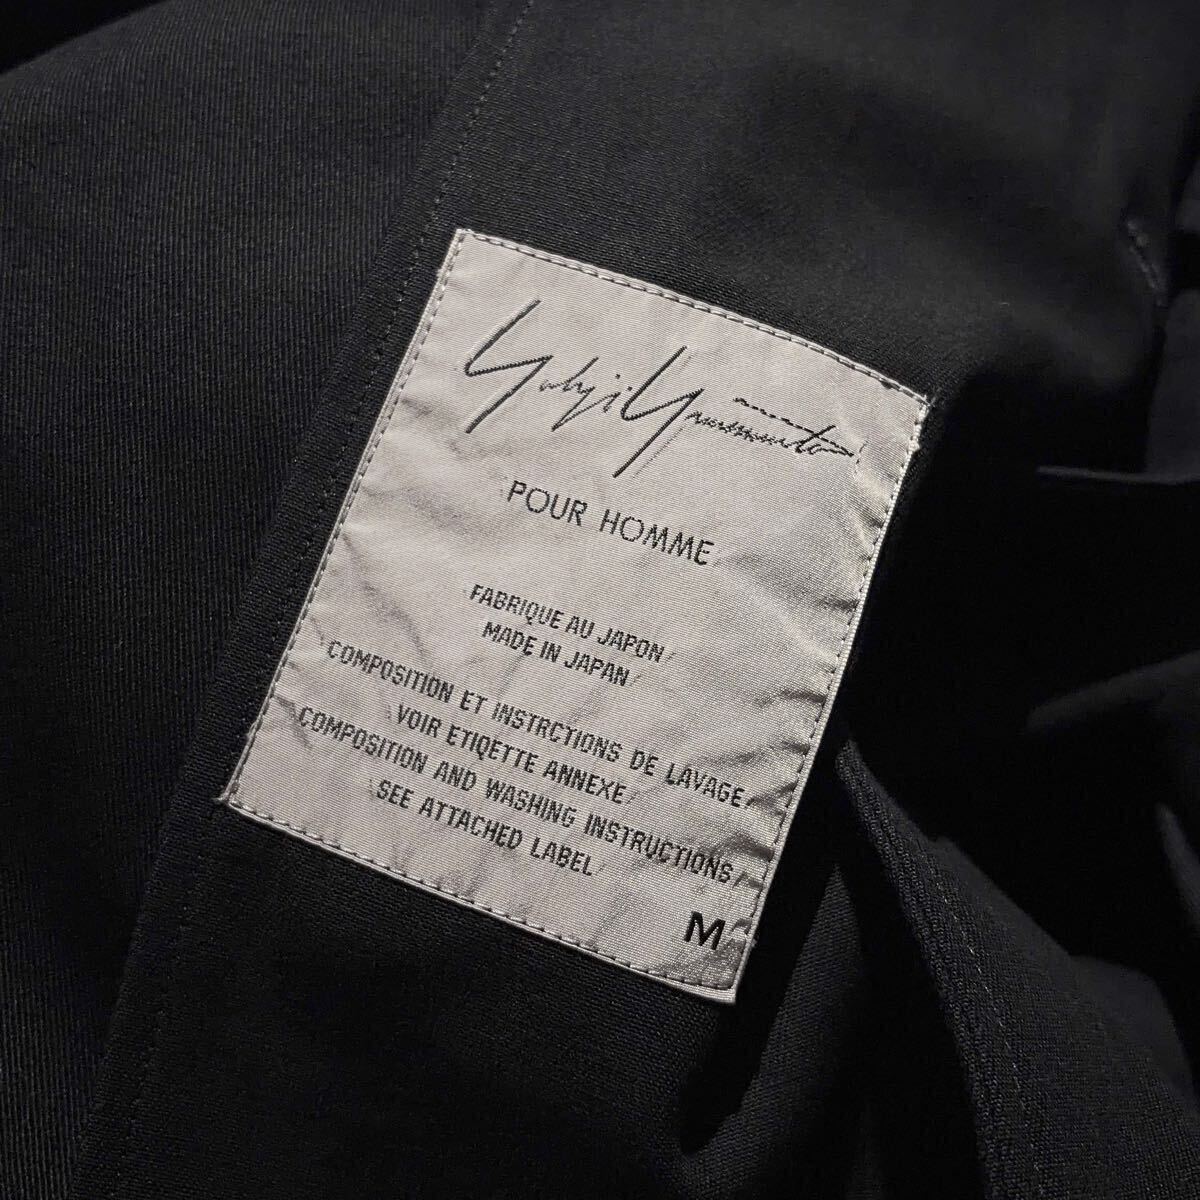 Yohji Yamamoto
POUR HOMME
FABRIQUE AU JAPON
MADE IN JAPAN
COMPOSITION ET INSTRCTIONS DE LAVAGE
VOIR ETIQETTE ANNEXE
COMPOSITION AND WASHING INSTRUCTIONS
SEE ATTACHED LABEL
M